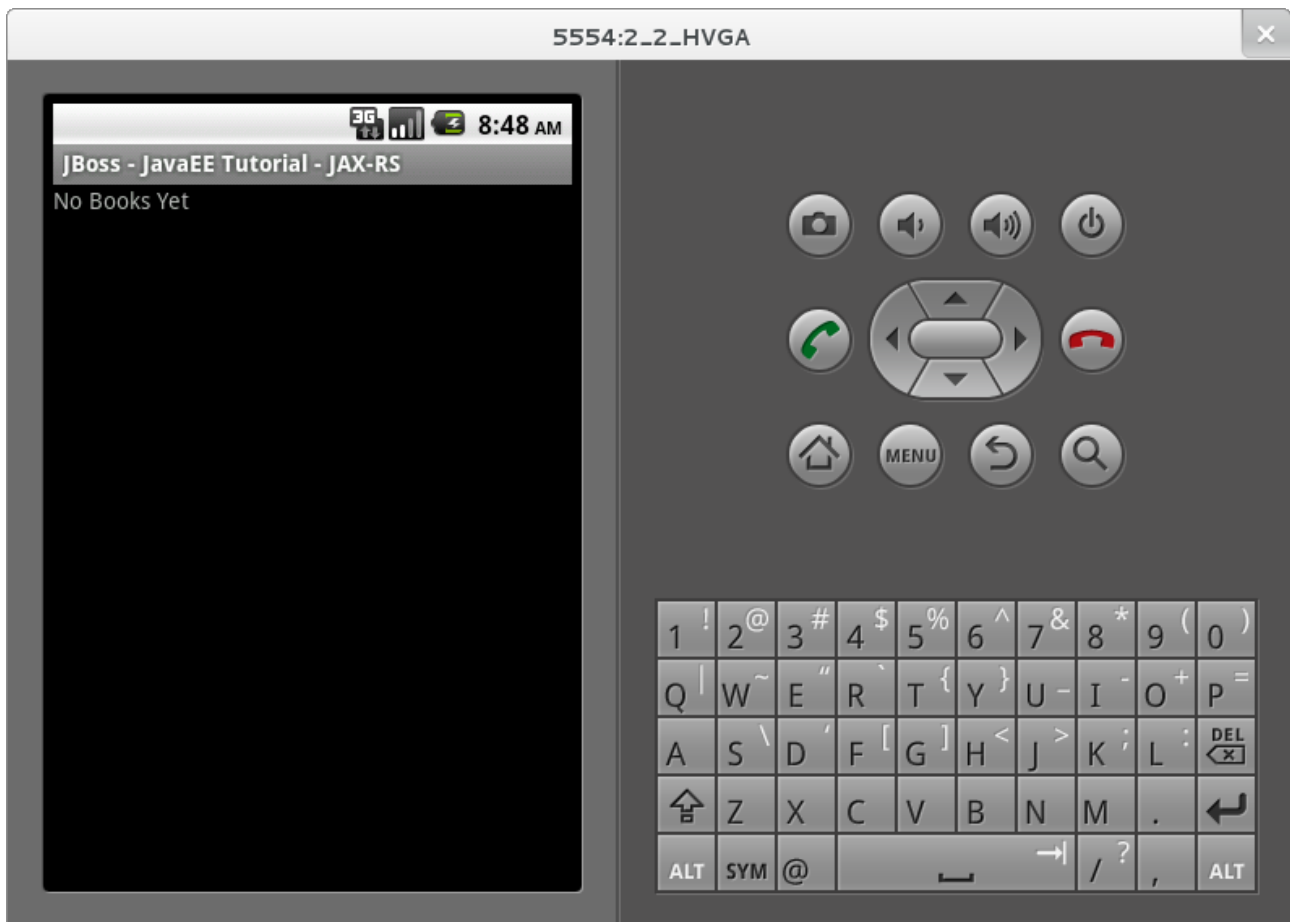 5554:2_2_HVGA
3G 8:48 AM
JBoss - JavaEE Tutorial - JAX-RS
No Books Yet
MENU
1 ! 2 @ 3 # 4 $ 5 % 6 ^ 7 & 8 * 9 ( 0 )
Q | W ~ E " R ` T { Y } U _ I - O + P =
A S \ D ' F [ G ] H < J > K ; L : DEL
Z X C V B N M .
ALT SYM @ / ? , ALT